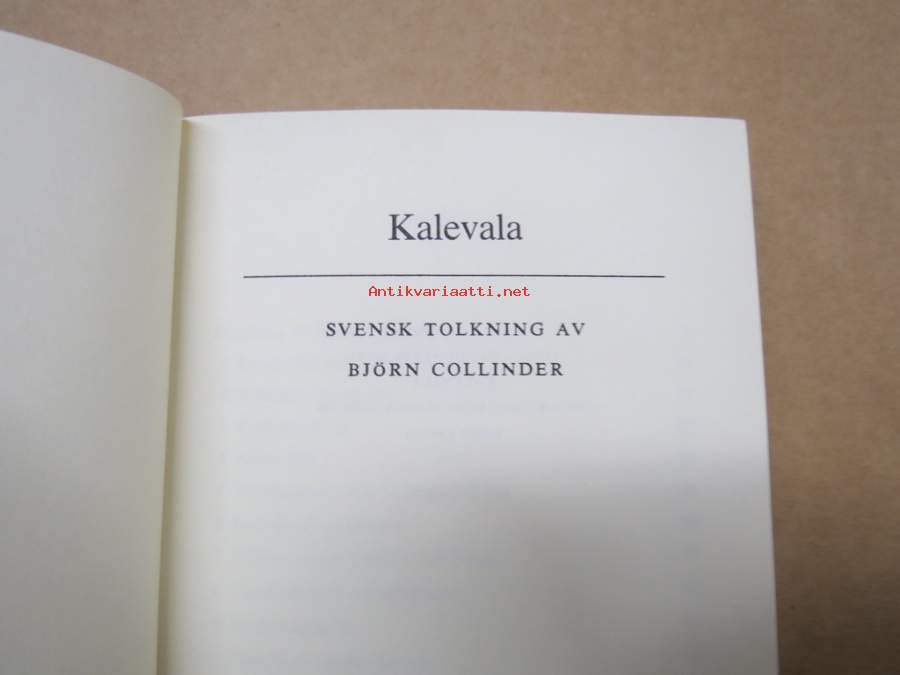 Kalevala
Antikvariaatti.net
SVENSK TOLKNING AV
BJÖRN COLLINDER